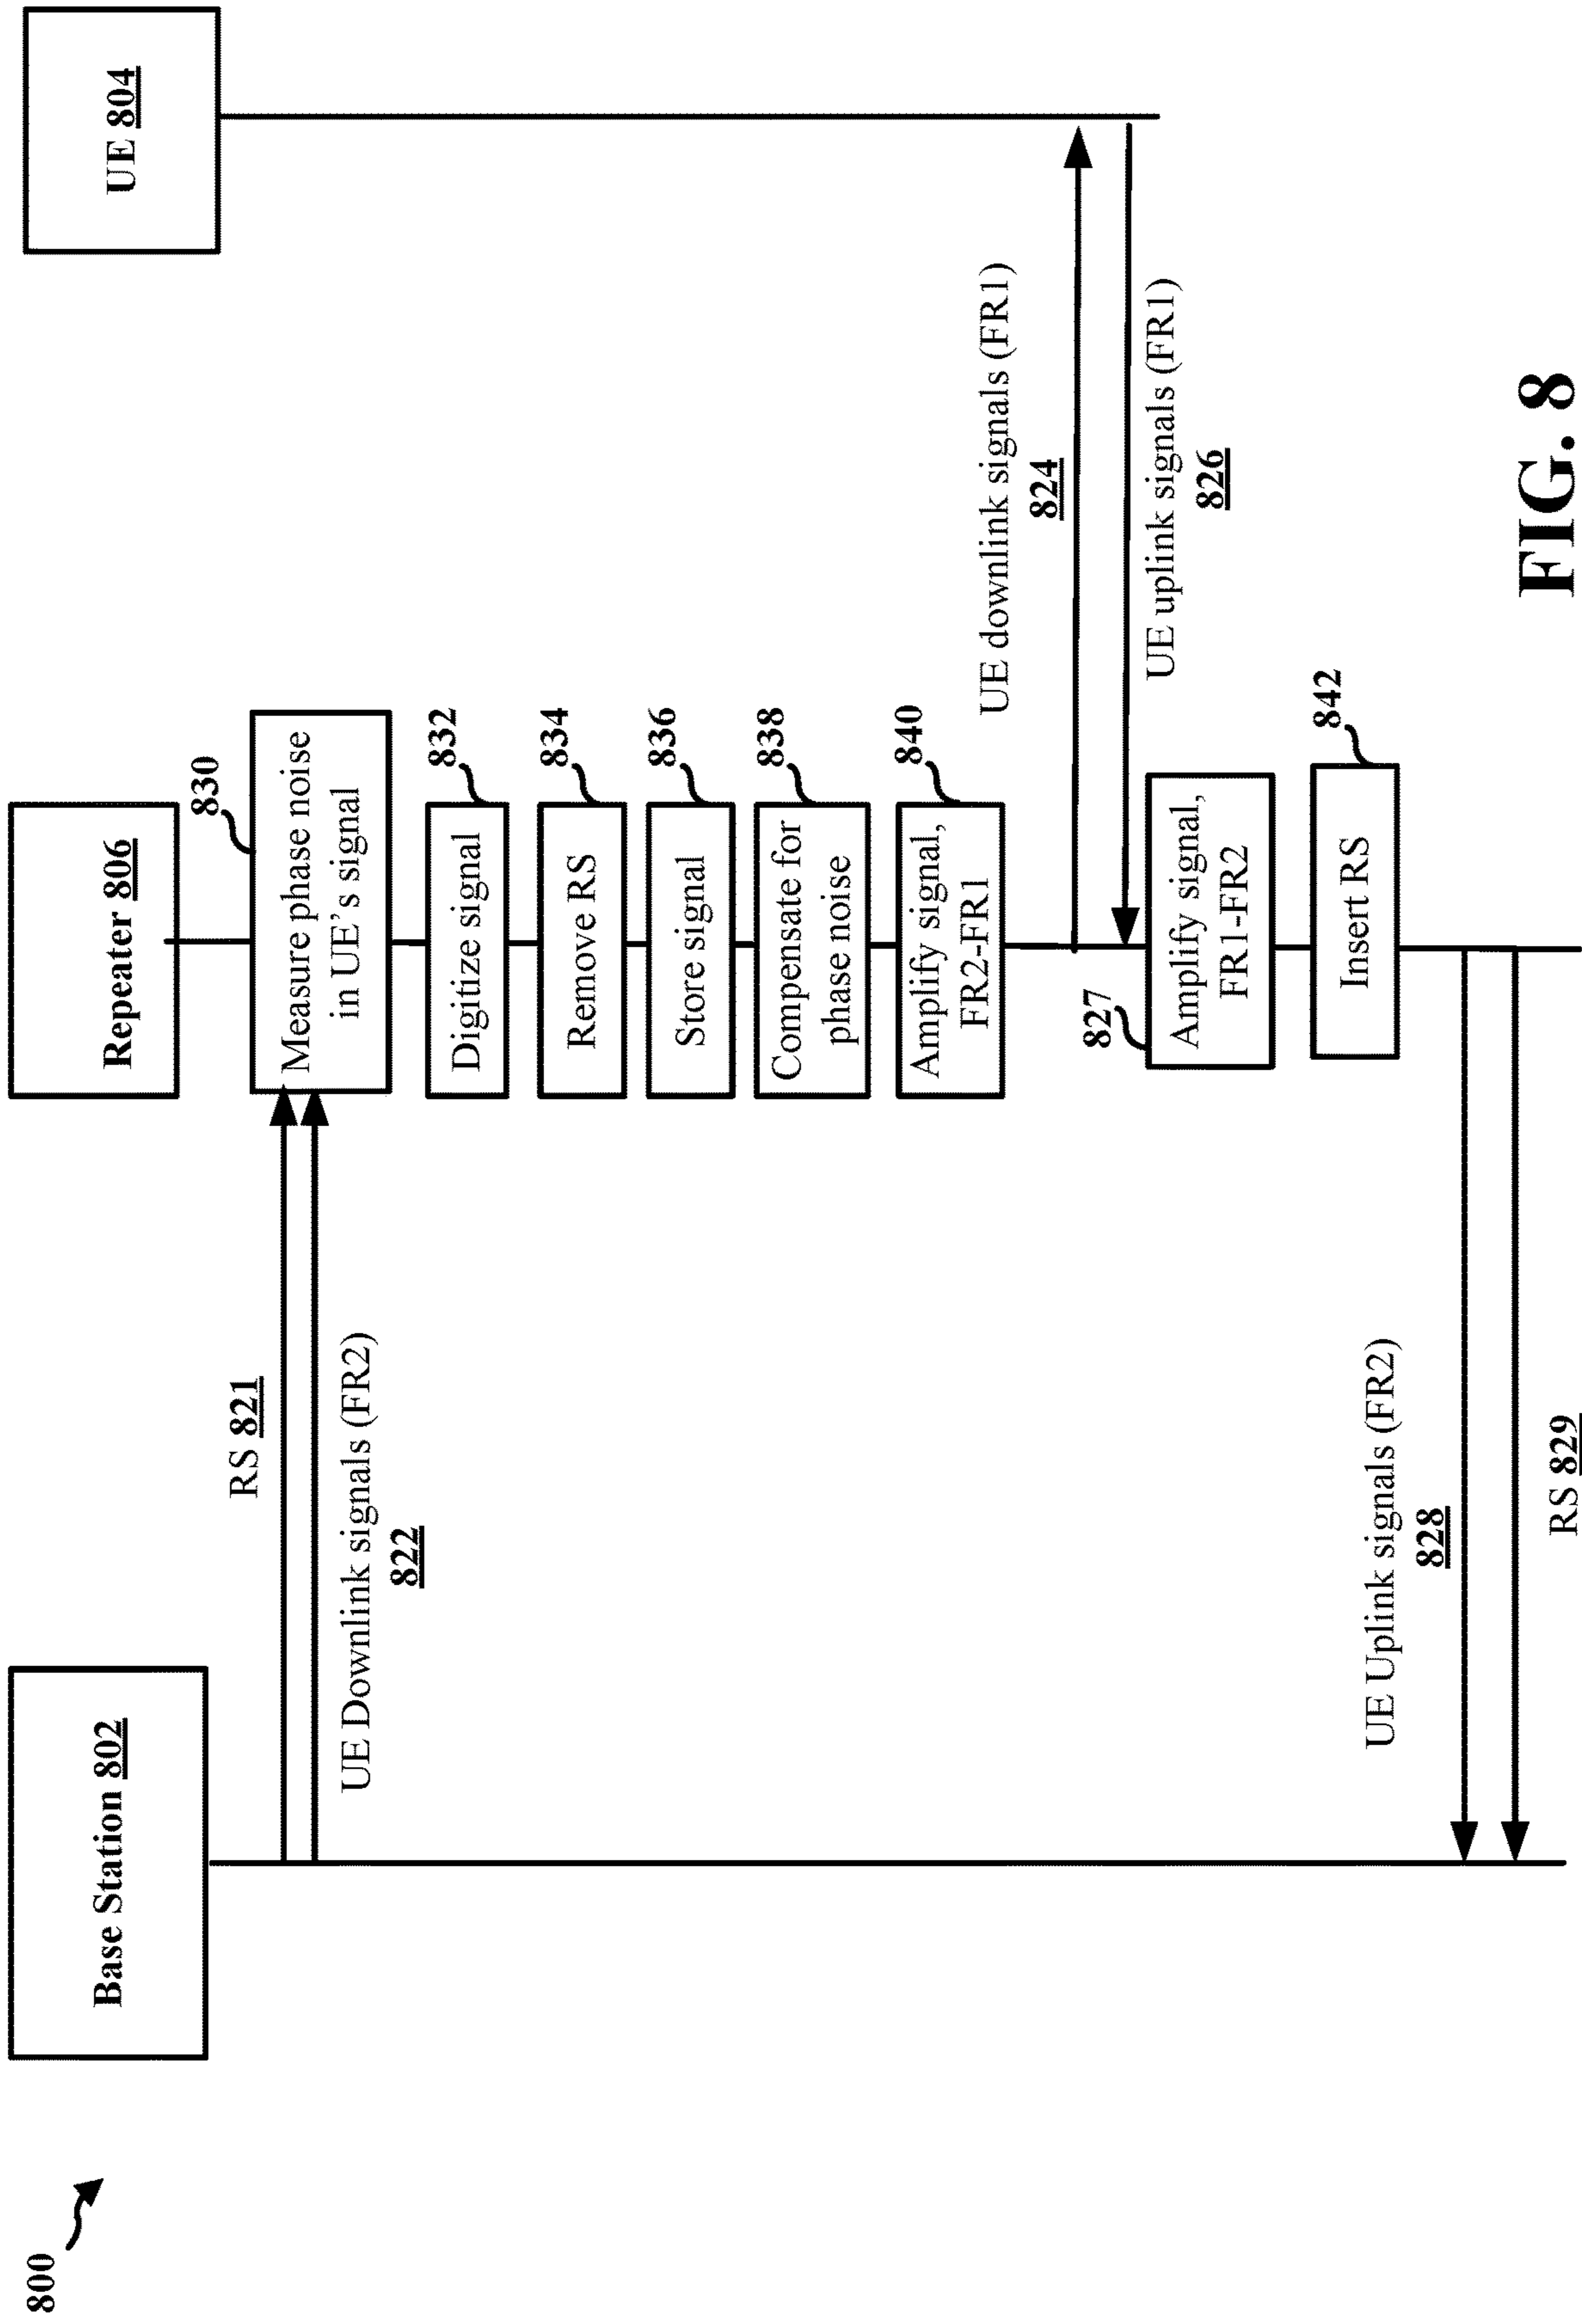 800
Base Station 802
Repeater 806
UE 804
RS 821
UE Downlink signals (FR2)
822
830
Measure phase noise
in UE's signal
832
Digitize signal
834
Remove RS
836
Store signal
838
Compensate for
phase noise
840
Amplify signal,
FR2-FR1
UE downlink signals (FR1)
824
UE uplink signals (FR1)
826
827
Amplify signal,
FR1-FR2
842
Insert RS
UE Uplink signals (FR2)
828
RS 829
FIG. 8